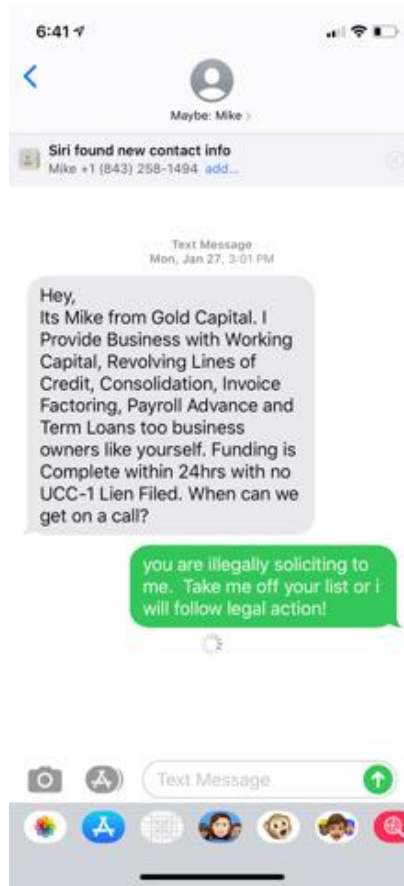 6:41
Maybe: Mike
Siri found new contact info
Mike +1 (843) 258-1494 add...
Text Message
Mon, Jan 27, 3:01 PM
Hey,
Its Mike from Gold Capital. I
Provide Business with Working
Capital, Revolving Lines of
Credit, Consolidation, Invoice
Factoring, Payroll Advance and
Term Loans too business
owners like yourself. Funding is
Complete within 24hrs with no
UCC-1 Lien Filed. When can we
get on a call?
you are illegally soliciting to
me. Take me off your list or i
will follow legal action!
Text Message